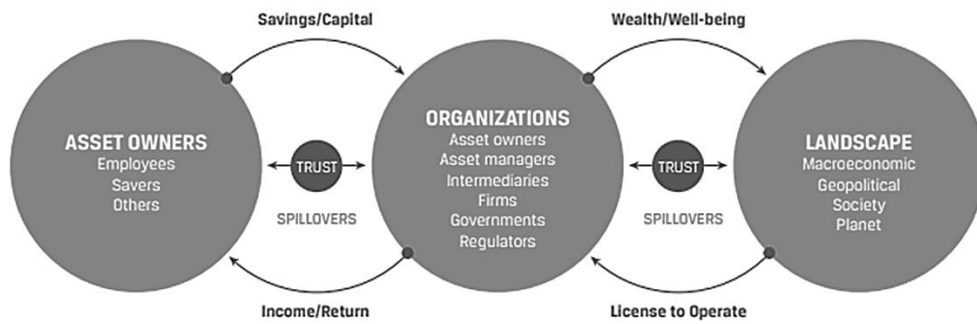 Savings/Capital
Wealth/Well-being
ASSET OWNERS
Employees
Savers
Others
TRUST
SPILLOVERS
ORGANIZATIONS
Asset owners
Asset managers
Intermediaries
Firms
Governments
Regulators
TRUST
SPILLOVERS
LANDSCAPE
Macroeconomic
Geopolitical
Society
Planet
Income/Return
License to Operate